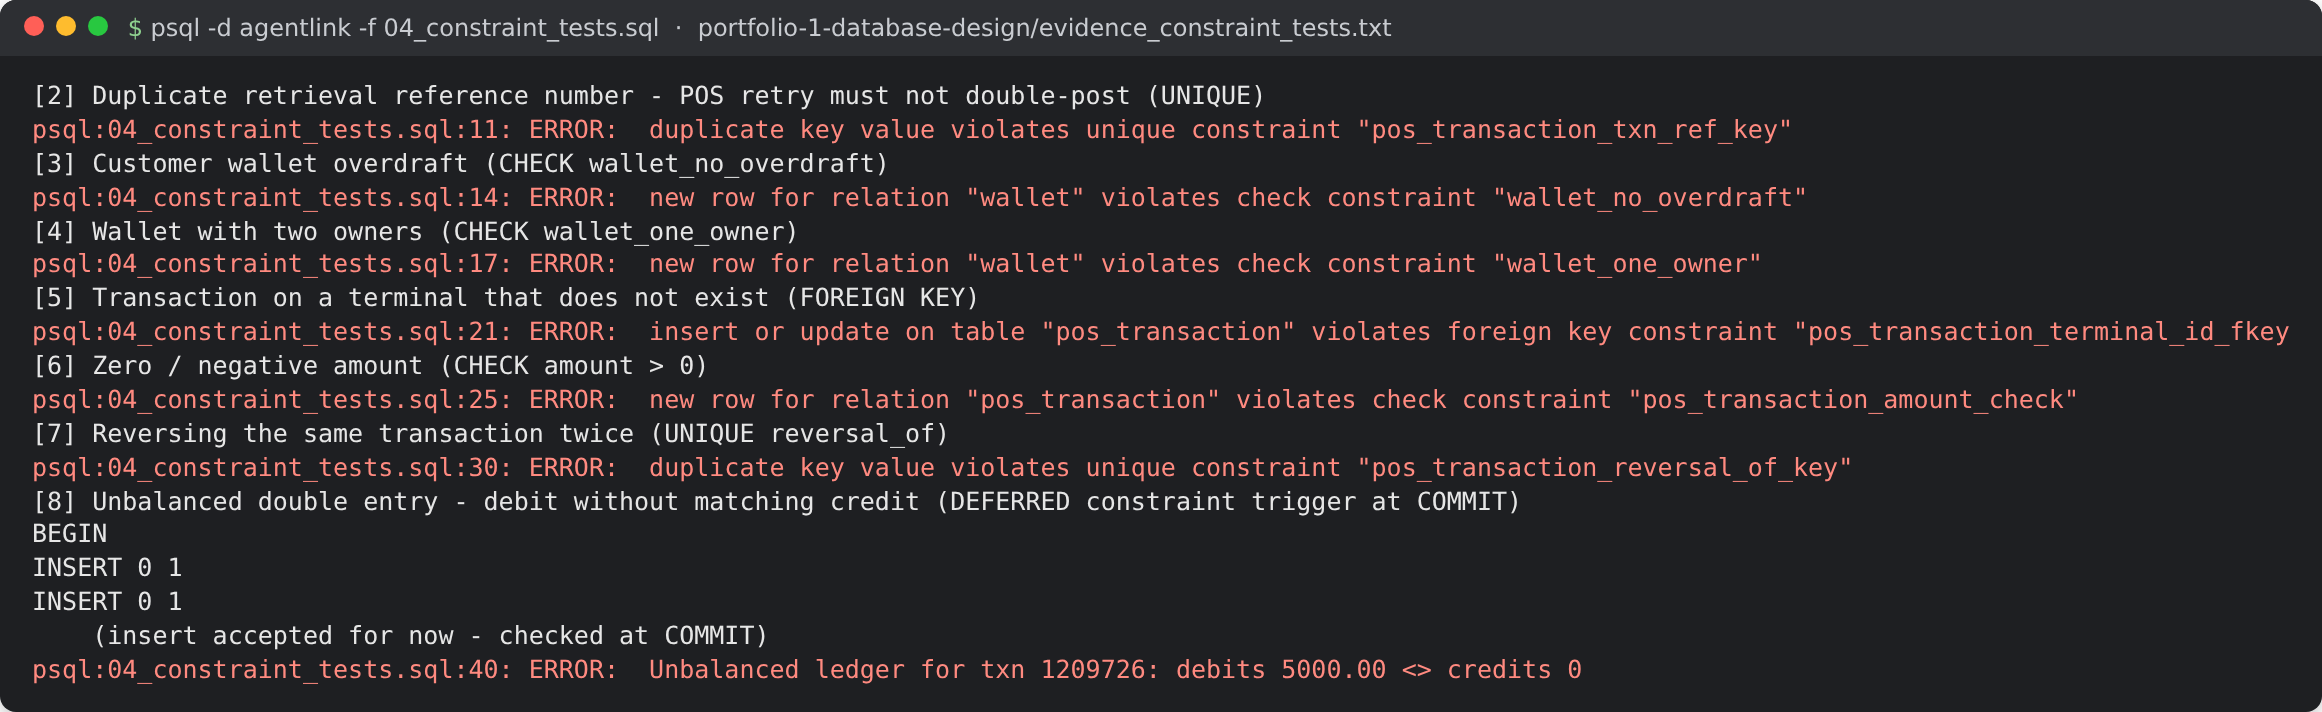 $ psql -d agentlink -f 04_constraint_tests.sql · portfolio-1-database-design/evidence_constraint_tests.txt
[2] Duplicate retrieval reference number - POS retry must not double-post (UNIQUE)
psql:04_constraint_tests.sql:11: ERROR:  duplicate key value violates unique constraint "pos_transaction_txn_ref_key"
[3] Customer wallet overdraft (CHECK wallet_no_overdraft)
psql:04_constraint_tests.sql:14: ERROR:  new row for relation "wallet" violates check constraint "wallet_no_overdraft"
[4] Wallet with two owners (CHECK wallet_one_owner)
psql:04_constraint_tests.sql:17: ERROR:  new row for relation "wallet" violates check constraint "wallet_one_owner"
[5] Transaction on a terminal that does not exist (FOREIGN KEY)
psql:04_constraint_tests.sql:21: ERROR:  insert or update on table "pos_transaction" violates foreign key constraint "pos_transaction_terminal_id_fkey
[6] Zero / negative amount (CHECK amount > 0)
psql:04_constraint_tests.sql:25: ERROR:  new row for relation "pos_transaction" violates check constraint "pos_transaction_amount_check"
[7] Reversing the same transaction twice (UNIQUE reversal_of)
psql:04_constraint_tests.sql:30: ERROR:  duplicate key value violates unique constraint "pos_transaction_reversal_of_key"
[8] Unbalanced double entry - debit without matching credit (DEFERRED constraint trigger at COMMIT)
BEGIN
INSERT 0 1
INSERT 0 1
    (insert accepted for now - checked at COMMIT)
psql:04_constraint_tests.sql:40: ERROR:  Unbalanced ledger for txn 1209726: debits 5000.00 <> credits 0